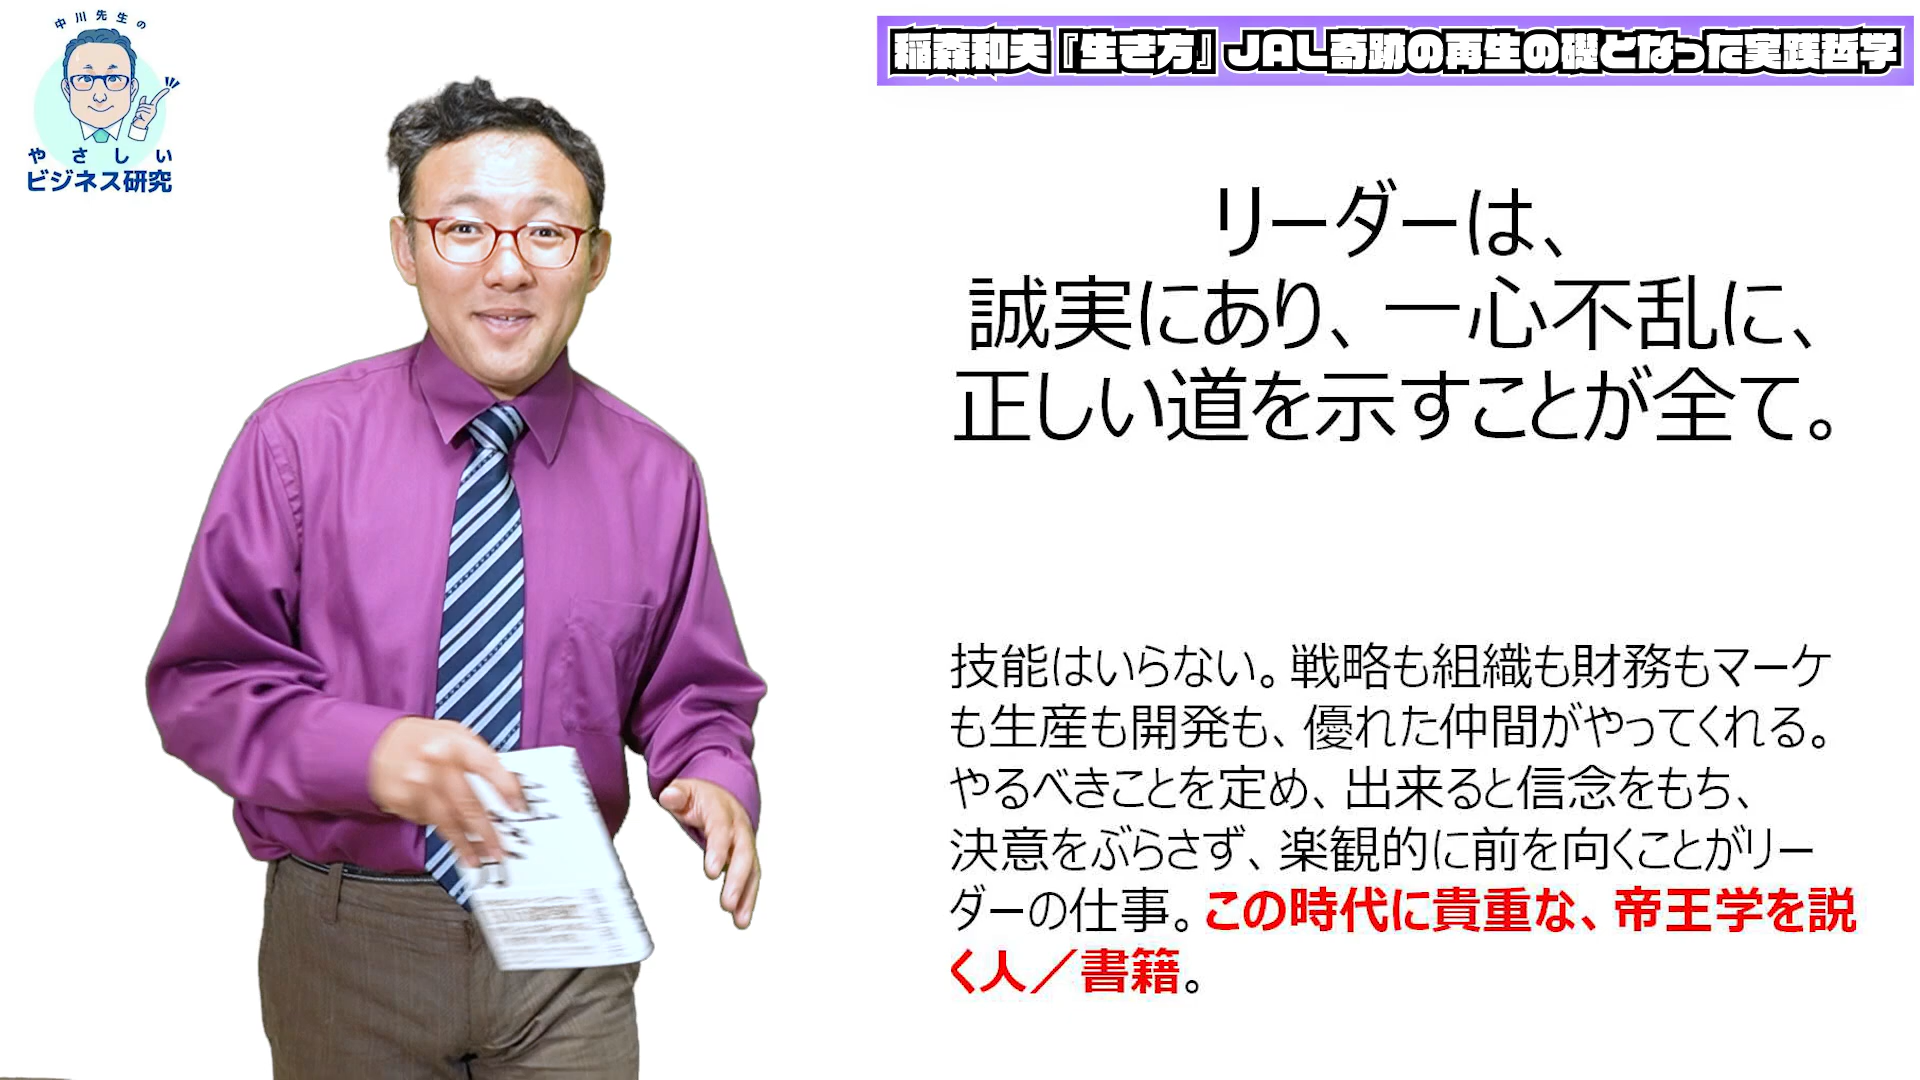 中川先生の
やさしい
ビジネス研究
稲森和夫『生き方』JAL奇跡の再生の礎となった実践哲学
リーダーは、
誠実にあり、一心不乱に、
正しい道を示すことが全て。
技能はいらない。戦略も組織も財務もマーケ
も生産も開発も、優れた仲間がやってくれる。
やるべきことを定め、出来ると信念をもち、
決意をぶらさず、楽観的に前を向くことがリー
ダーの仕事。この時代に貴重な、帝王学を説
く人／書籍。